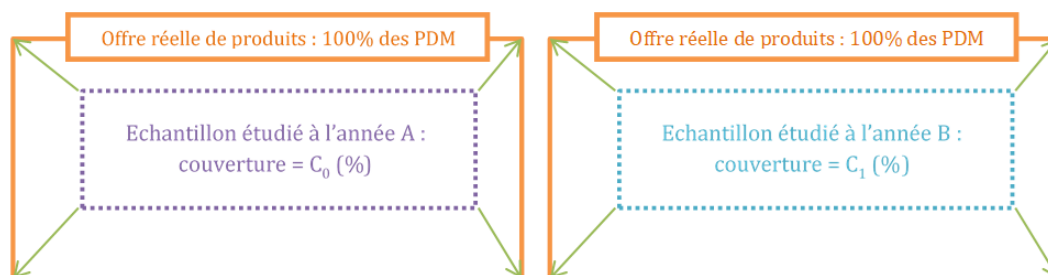 Offre réelle de produits : 100% des PDM
Echantillon étudié à l'année A :
couverture = C₀ (%)
Offre réelle de produits : 100% des PDM
Echantillon étudié à l'année B :
couverture = C₁ (%)